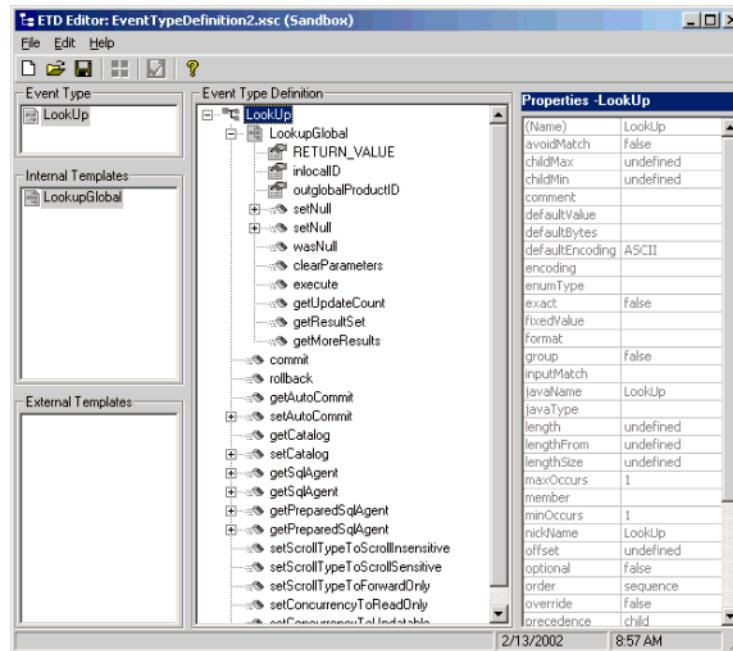 ETD Editor: EventTypeDefinition2.xsc (Sandbox)
File Edit Help
Event Type
LookUp
Internal Templates
LookupGlobal
External Templates
Event Type Definition
LookUp
LookupGlobal
RETURN_VALUE
inlocalID
outglobalProductID
setNull
setNull
wasNull
clearParameters
execute
getUpdateCount
getResultSet
getMoreResults
commit
rollback
getAutoCommit
setAutoCommit
getCatalog
setCatalog
getSqlAgent
getSqlAgent
getPreparedSqlAgent
getPreparedSqlAgent
setScrollTypeToScrollInsensitive
setScrollTypeToScrollSensitive
setScrollTypeToForwardOnly
setConcurrencyToReadOnly
setConcurrencyToUpdatable
Properties -LookUp
(Name) LookUp
avoidMatch false
childMax undefined
childMin undefined
comment
defaultValue
defaultBytes
defaultEncoding ASCII
encoding
enumType
exact false
fixedValue
format
group false
inputMatch
javaName LookUp
javaType
length undefined
lengthFrom undefined
lengthSize undefined
maxOccurs 1
member
minOccurs 1
nickName LookUp
offset undefined
optional false
order sequence
override false
precedence child
2/13/2002 8:57 AM